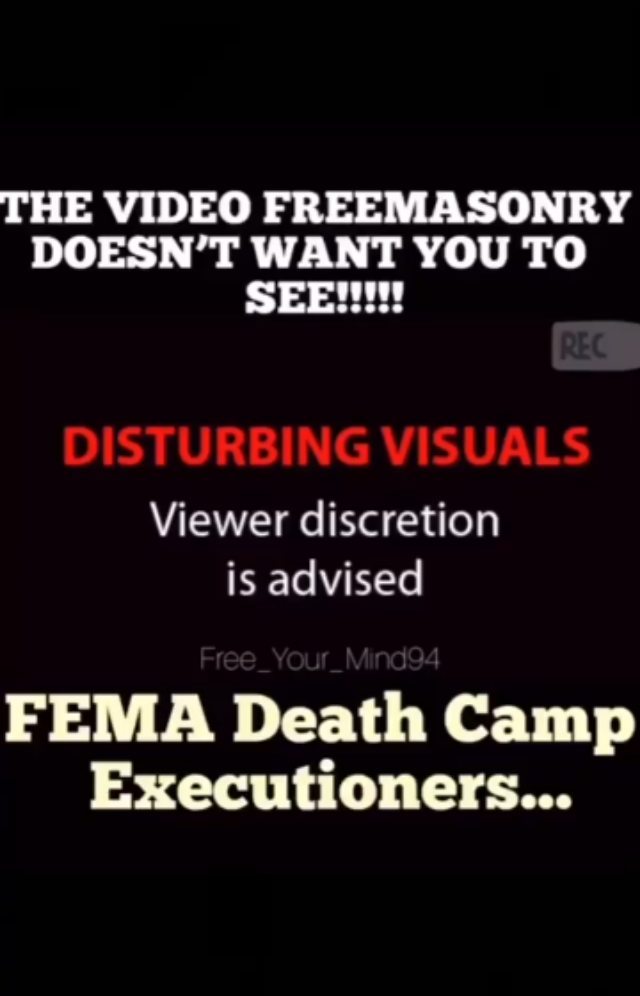 THE VIDEO FREEMASONRY
DOESN'T WANT YOU TO
SEE!!!!!
REC
DISTURBING VISUALS
Viewer discretion
is advised
Free_Your_Mind94
FEMA Death Camp
Executioners...